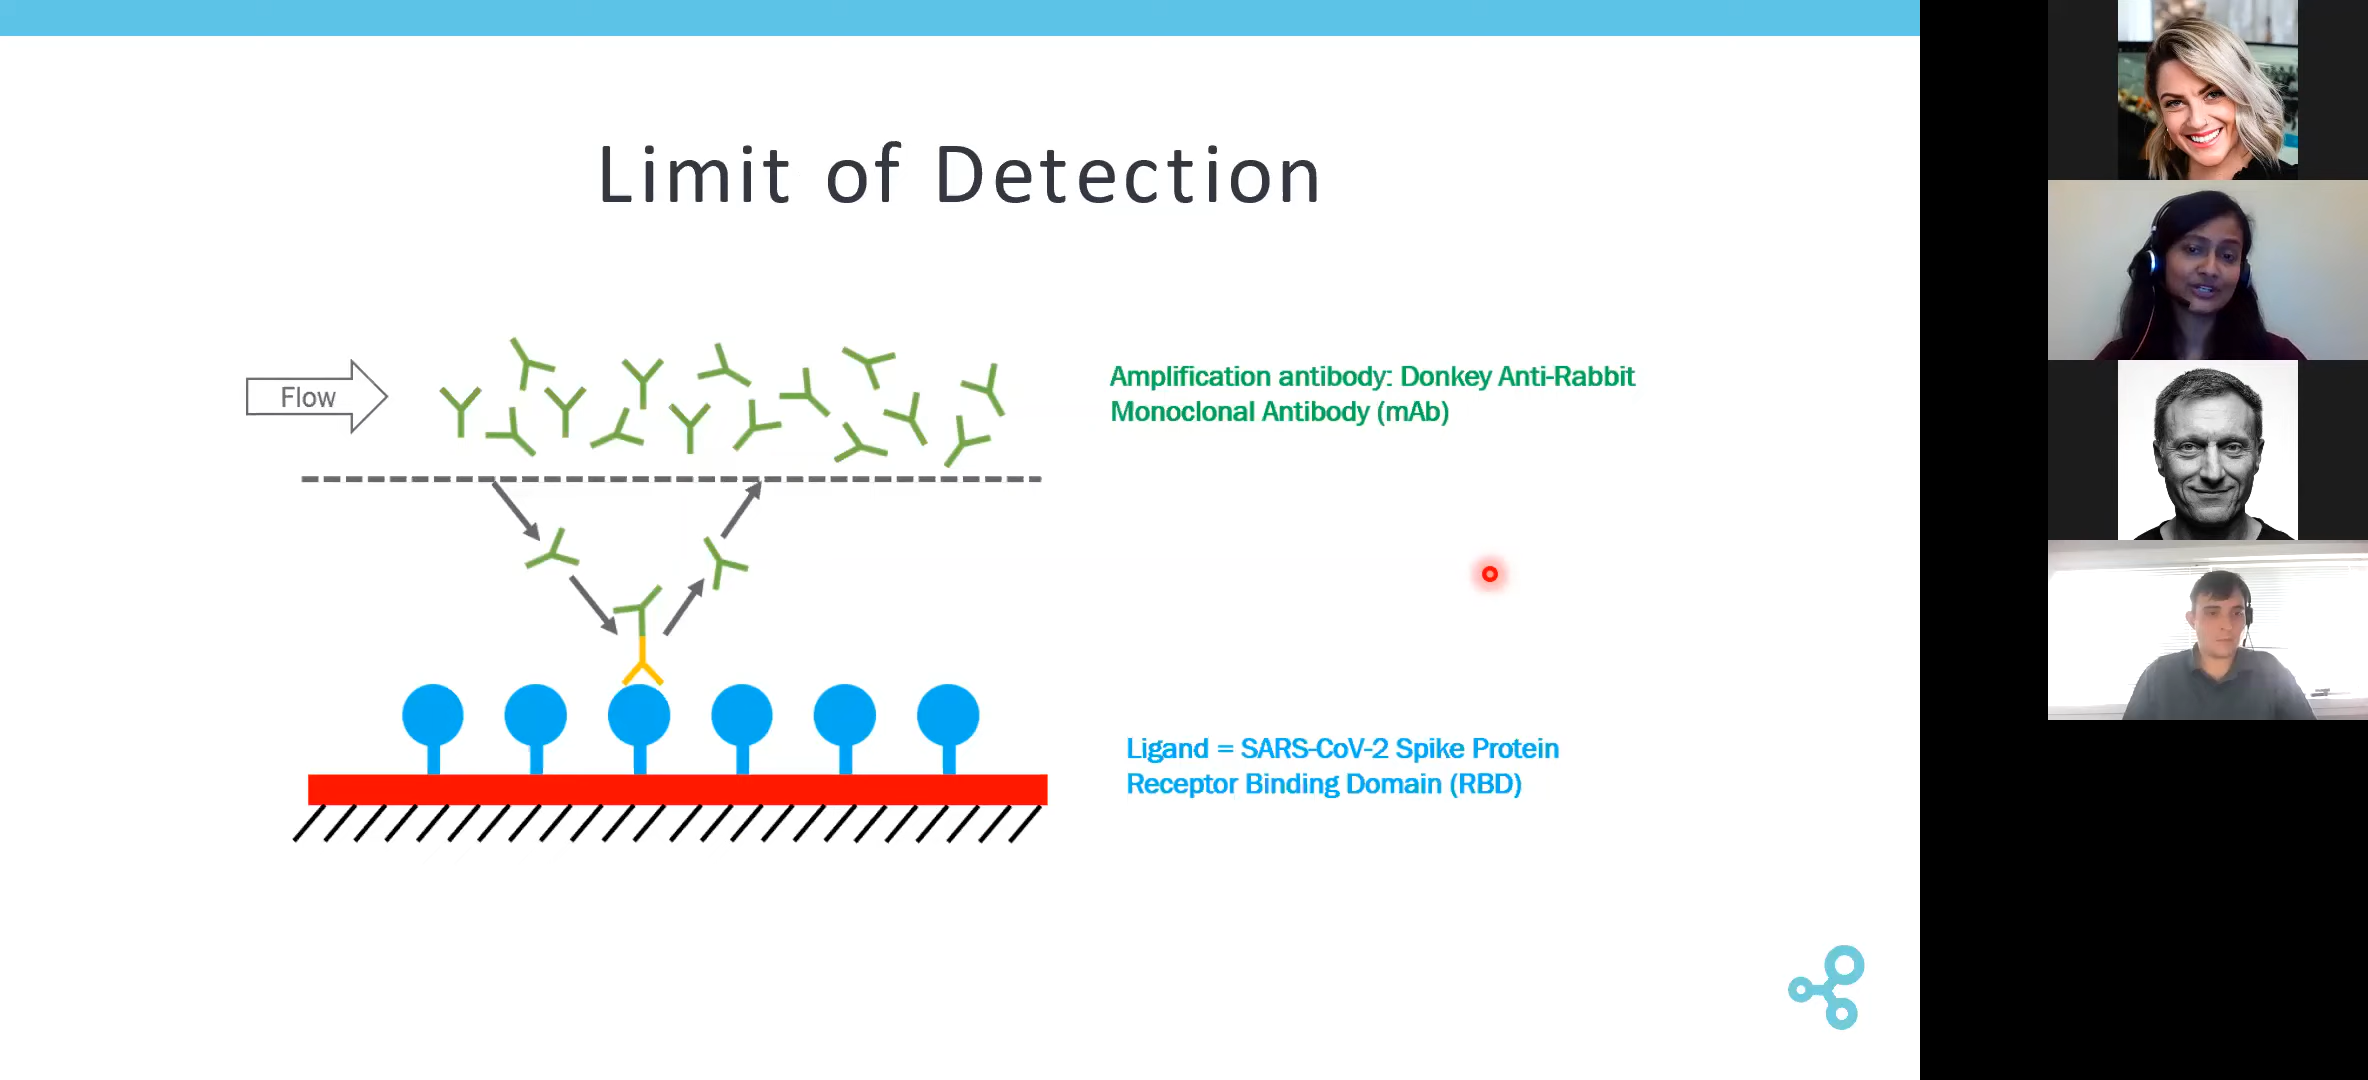 Limit of Detection
Flow
Amplification antibody: Donkey Anti-Rabbit
Monoclonal Antibody (mAb)
Ligand = SARS-CoV-2 Spike Protein
Receptor Binding Domain (RBD)